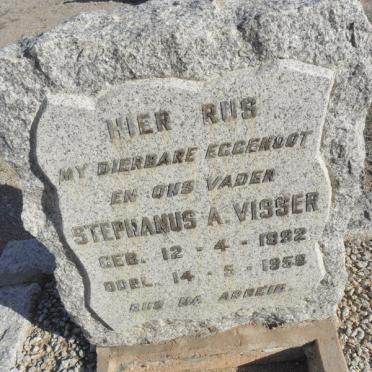 HIER RUS
MY DIERBARE EGGENOOT
EN ONS VADER
STEPHANUS A. VISSER
GEB. 12 - 4 - 1892
OORL. 14 - 5 - 1958
RUS NA ARBEID